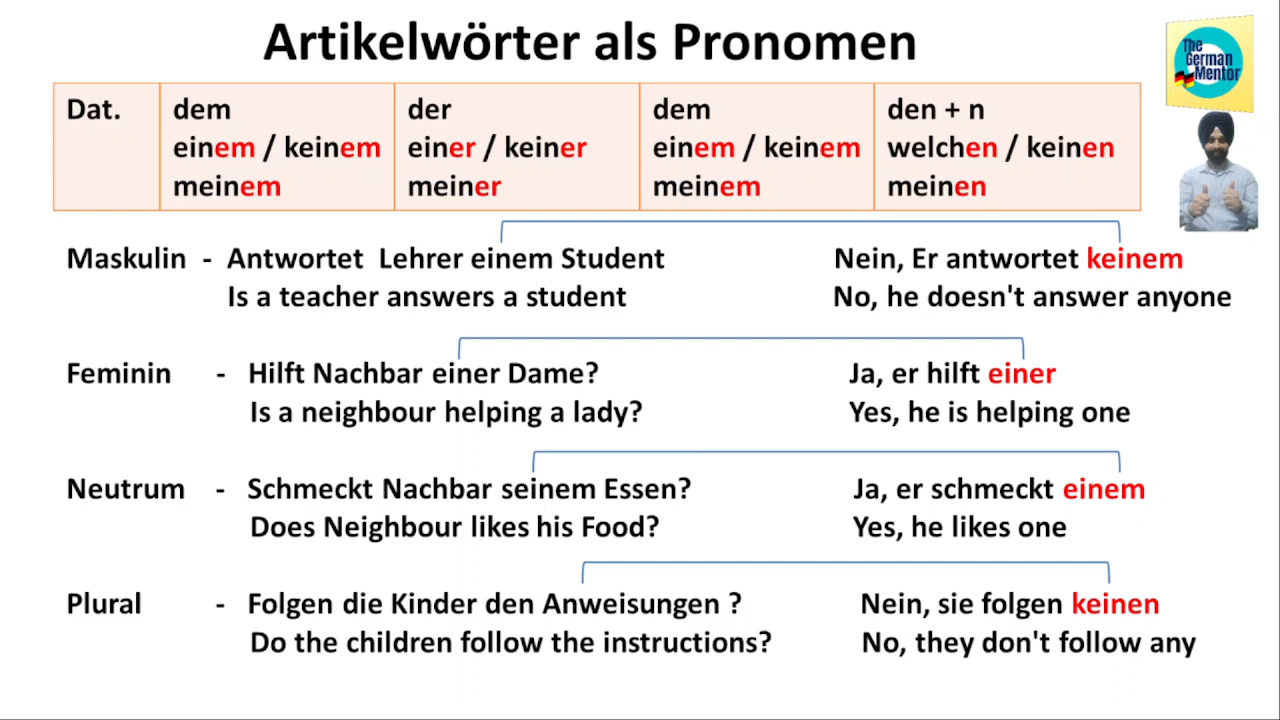 Artikelwörter als Pronomen
The
German
Mentor
Dat.
dem
einem / keinem
meinem
der
einer / keiner
meiner
dem
einem / keinem
meinem
den + n
welchen / keinen
meinen
Maskulin - Antwortet Lehrer einem Student
Nein, Er antwortet keinem
Is a teacher answers a student
No, he doesn't answer anyone
Feminin - Hilft Nachbar einer Dame?
Ja, er hilft einer
Is a neighbour helping a lady?
Yes, he is helping one
Neutrum - Schmeckt Nachbar seinem Essen?
Ja, er schmeckt einem
Does Neighbour likes his Food?
Yes, he likes one
Plural - Folgen die Kinder den Anweisungen ?
Nein, sie folgen keinen
Do the children follow the instructions?
No, they don't follow any